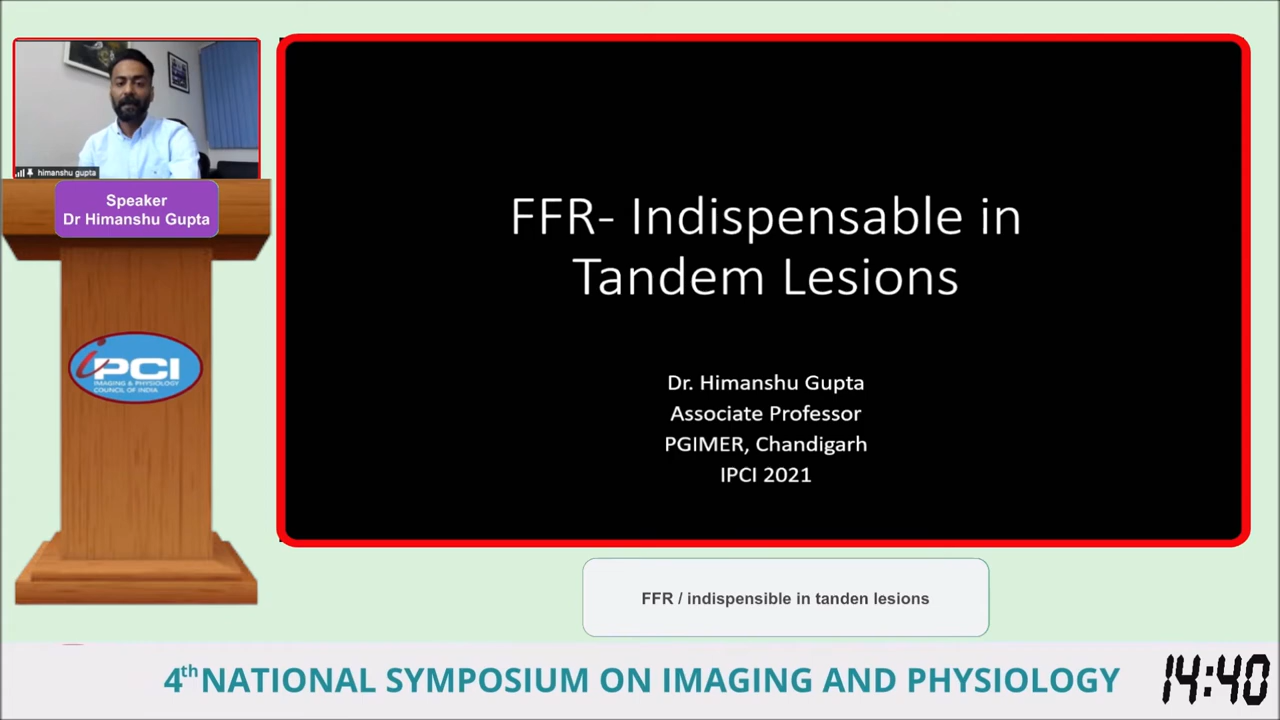 himanshu gupta
Speaker
Dr Himanshu Gupta
iPCI
IMAGING & PHYSIOLOGY
COUNCIL OF INDIA
FFR- Indispensable in
Tandem Lesions
Dr. Himanshu Gupta
Associate Professor
PGIMER, Chandigarh
IPCI 2021
FFR / indispensible in tanden lesions
4th NATIONAL SYMPOSIUM ON IMAGING AND PHYSIOLOGY
14:40